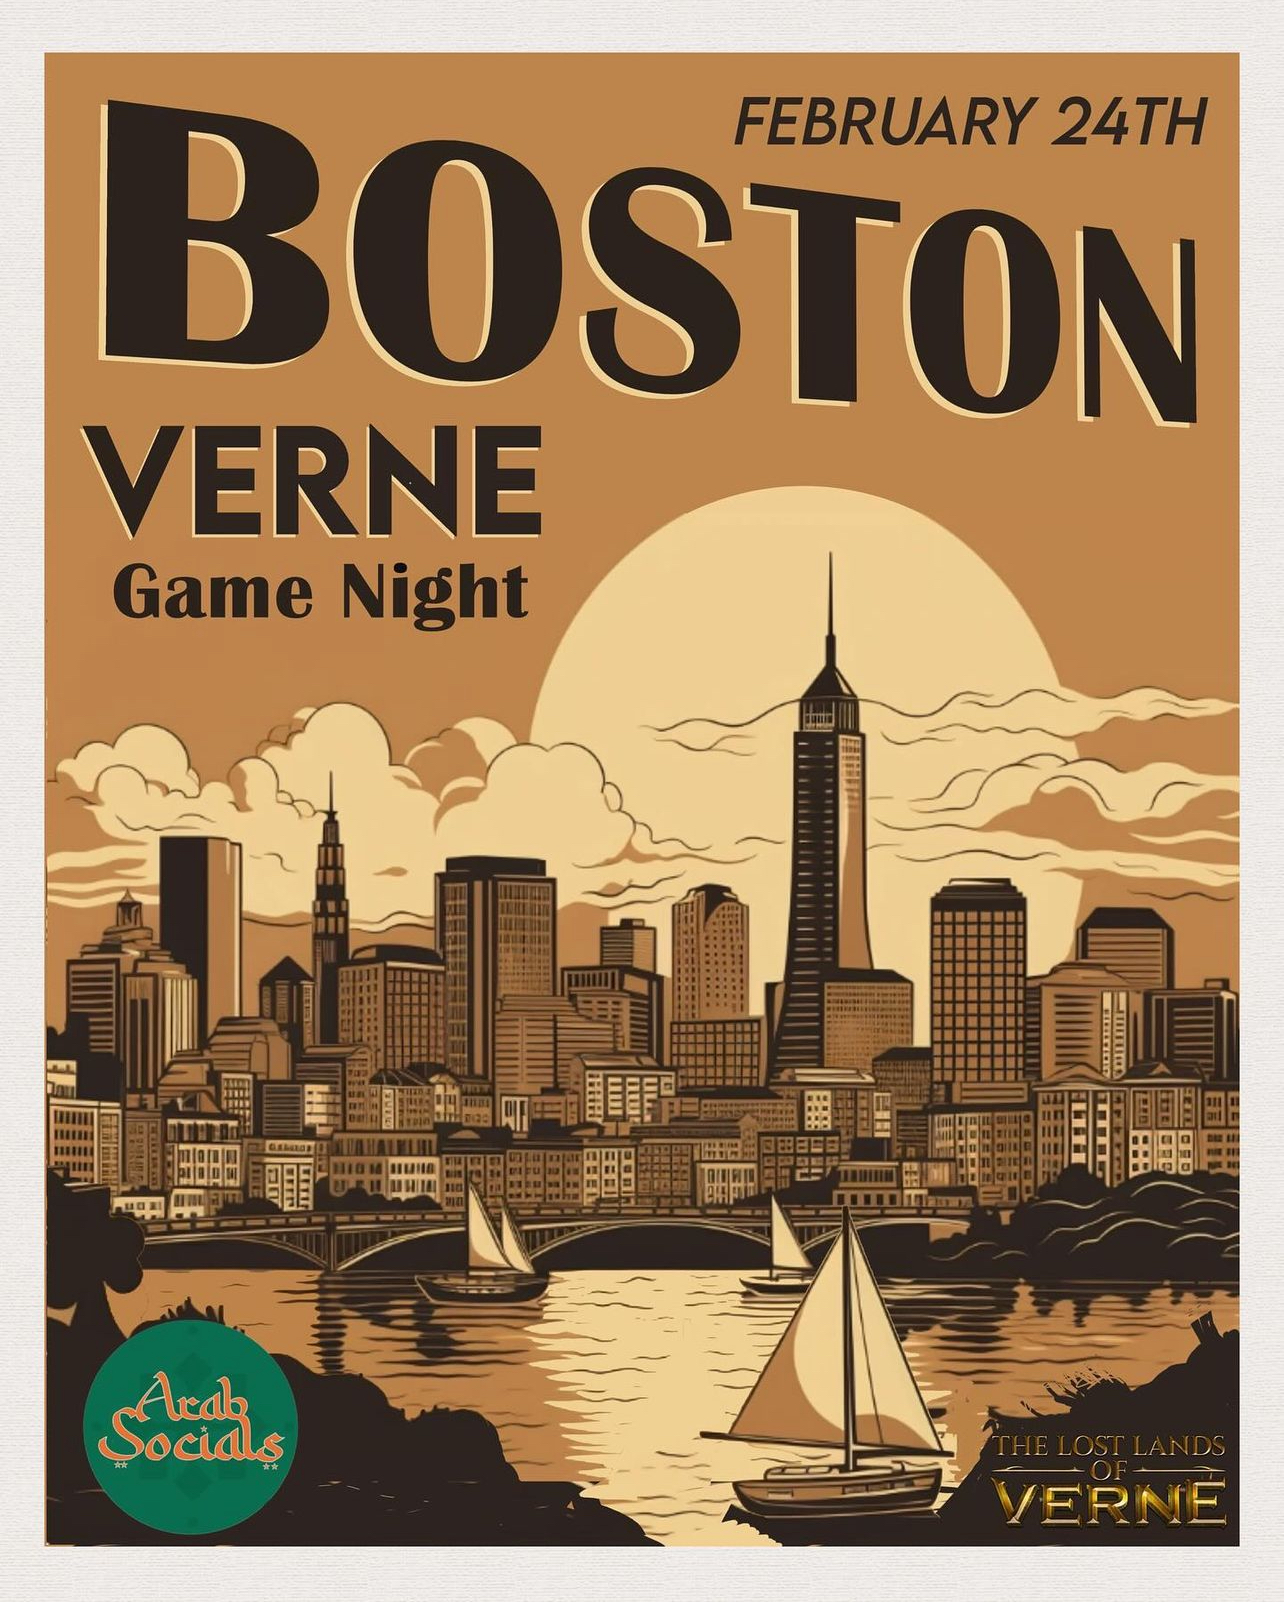 FEBRUARY 24TH
BOSTON
VERNE
Game Night
Arab
Socials
THE LOST LANDS
OF
VERNE